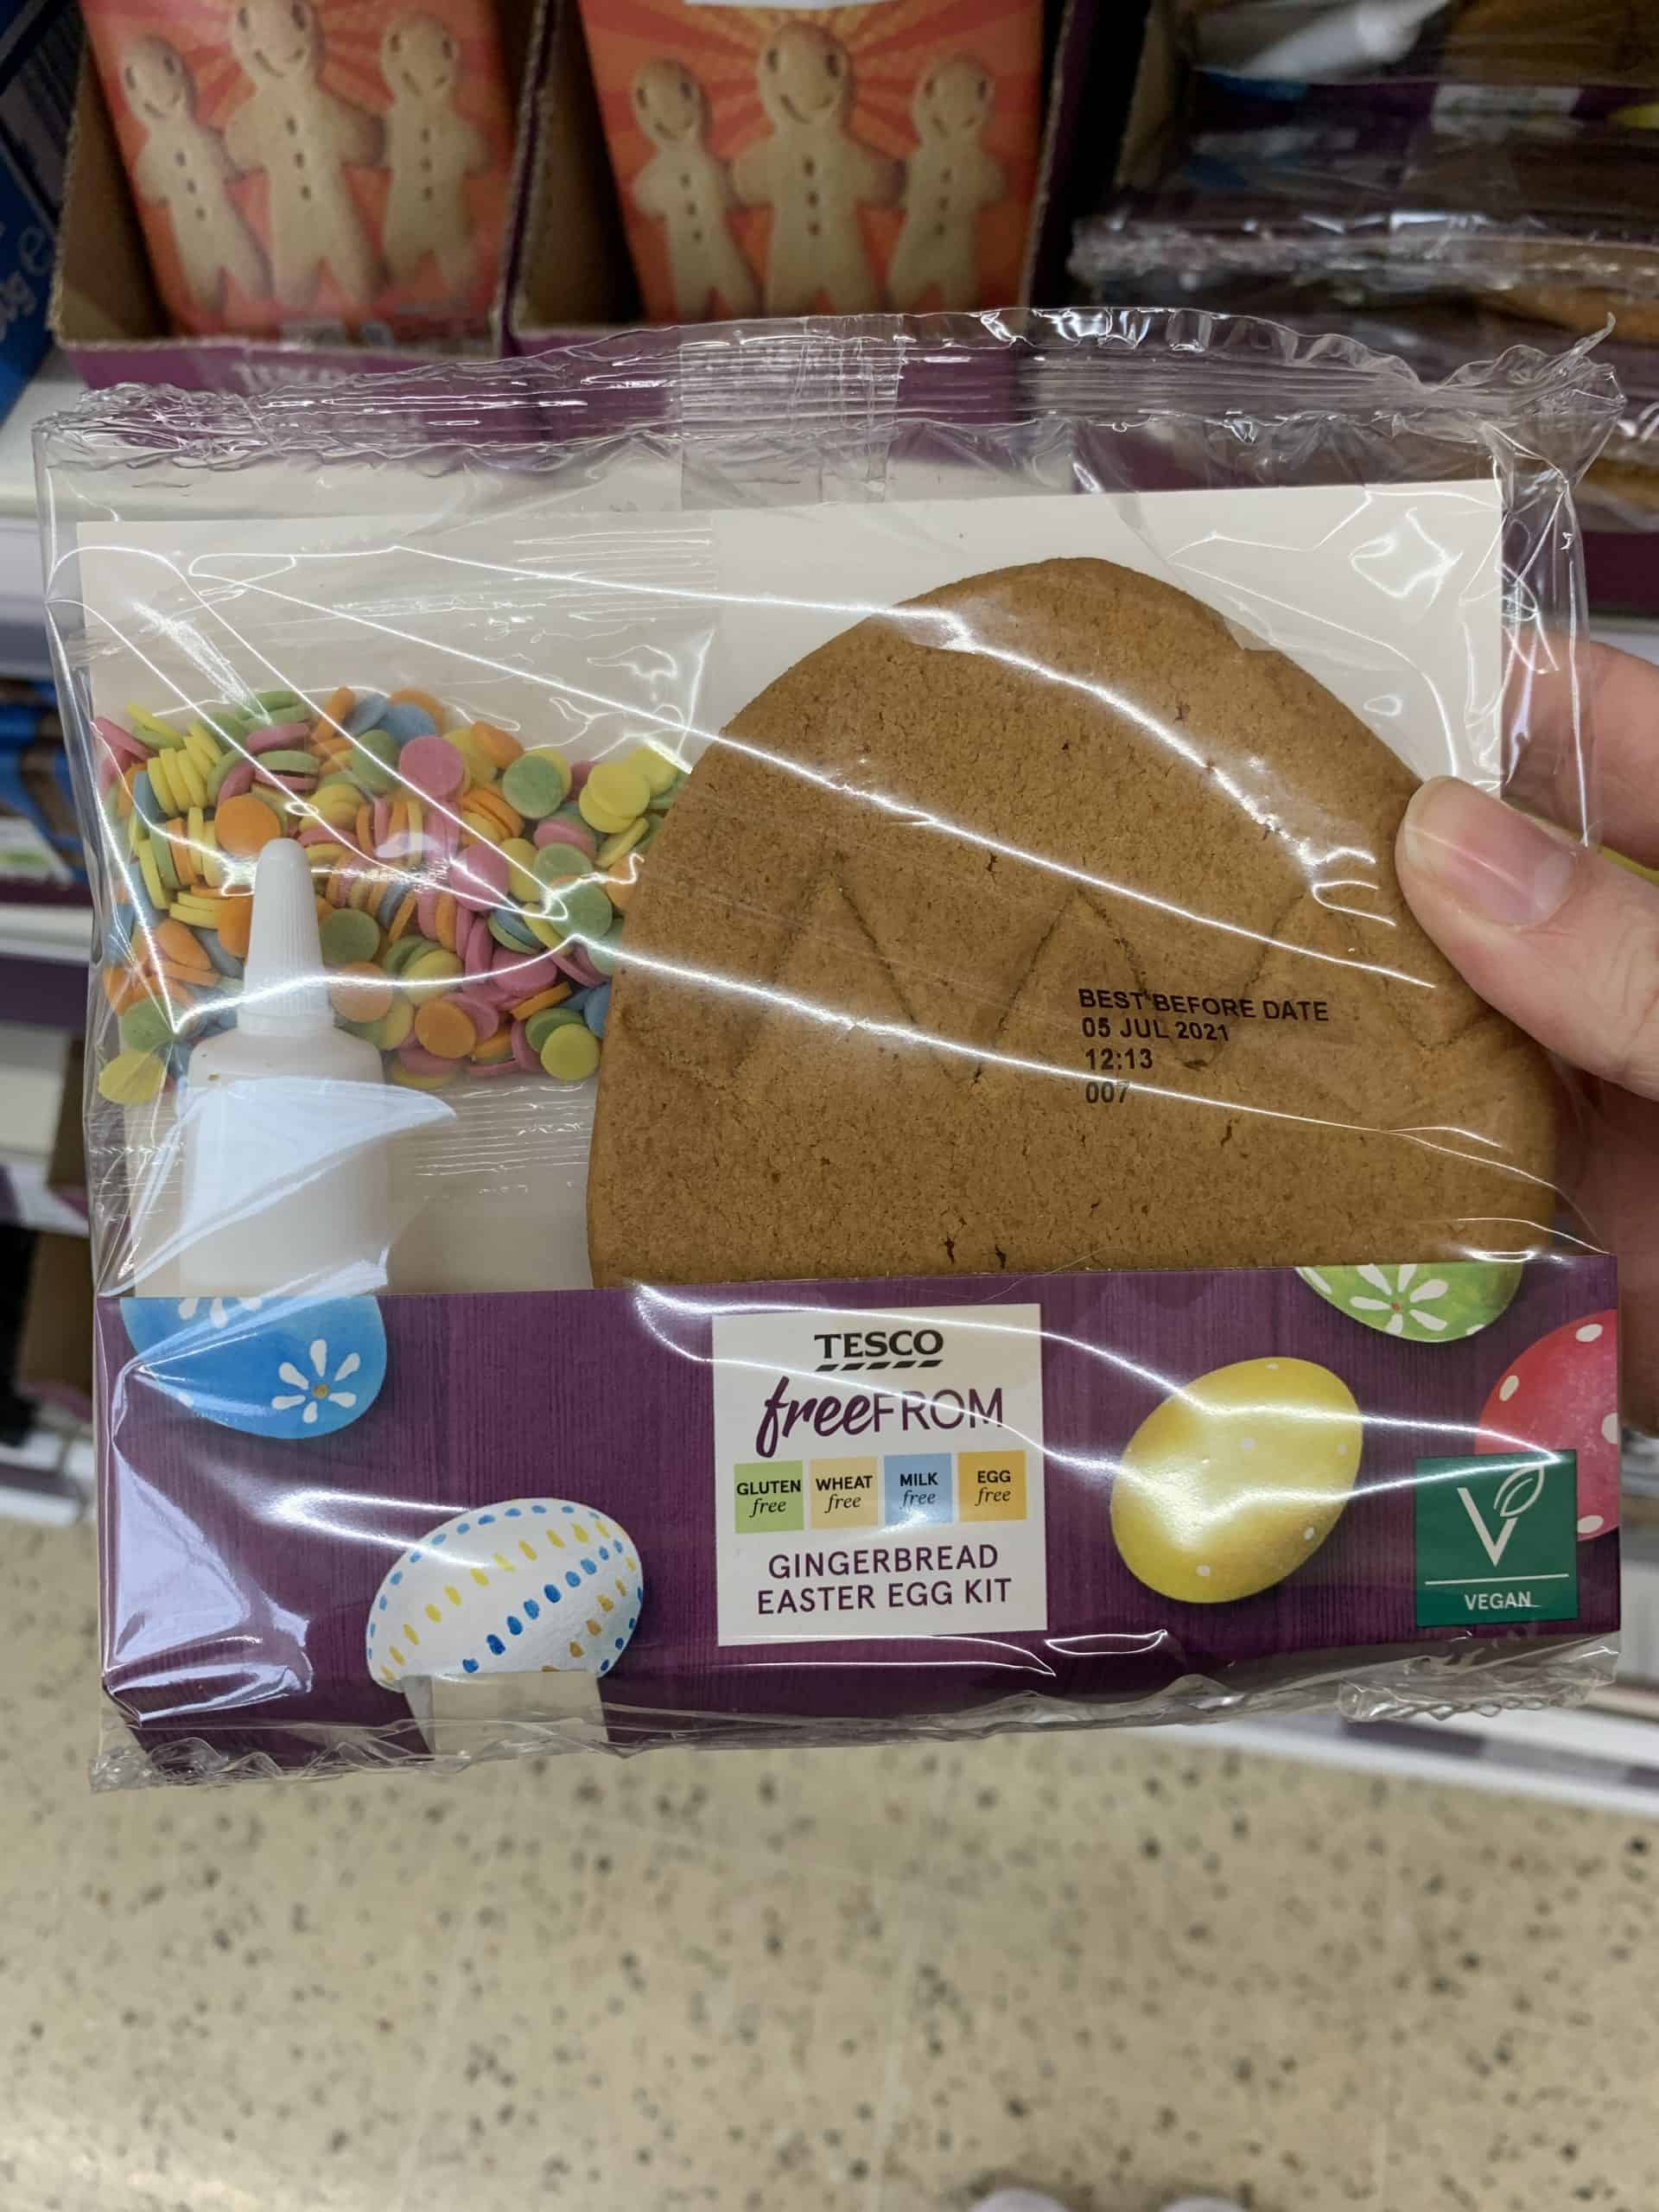 TESCO
BEST BEFORE DATE
05 JUL 2021
12:13
007
TESCO
freeFROM
GLUTEN free
WHEAT free
MILK free
EGG free
GINGERBREAD
EASTER EGG KIT
V
VEGAN